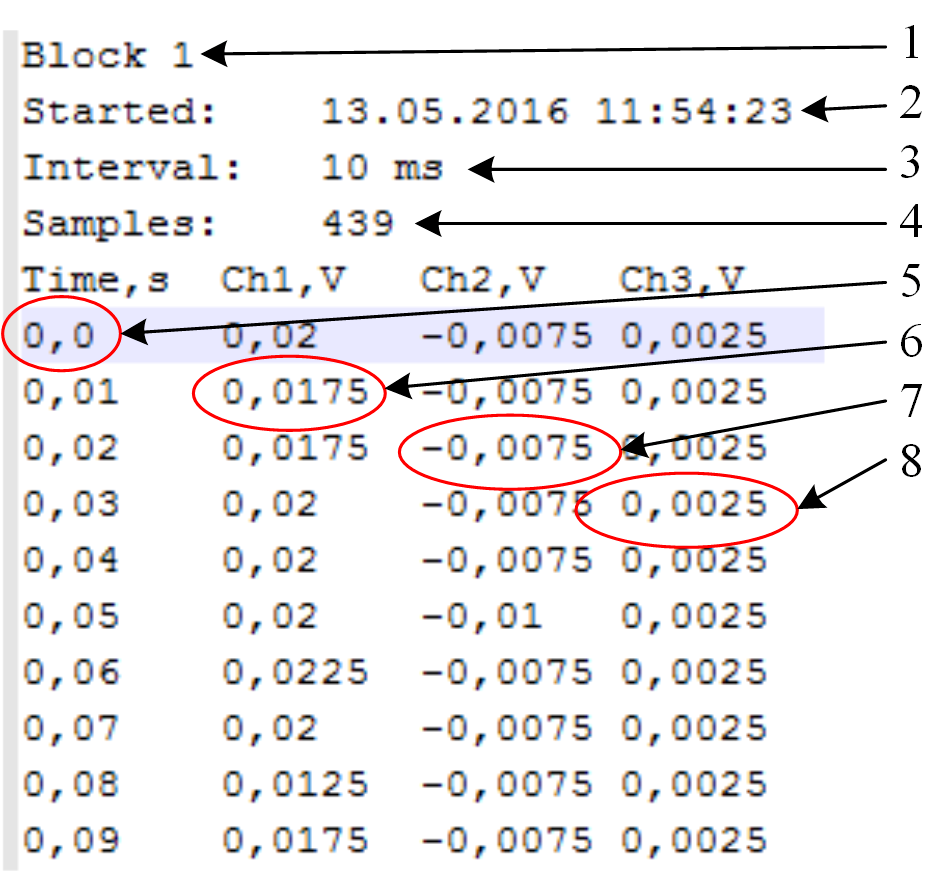 Block 1 1
Started: 13.05.2016 11:54:23 2
Interval: 10 ms 3
Samples: 439 4
Time,s Ch1,V Ch2,V Ch3,V 5
0,0 0,02 -0,0075 0,0025 6
0,01 0,0175 -0,0075 0,0025 7
0,02 0,0175 -0,0075 0,0025 8
0,03 0,02 -0,0075 0,0025
0,04 0,02 -0,0075 0,0025
0,05 0,02 -0,01 0,0025
0,06 0,0225 -0,0075 0,0025
0,07 0,02 -0,0075 0,0025
0,08 0,0125 -0,0075 0,0025
0,09 0,0175 -0,0075 0,0025